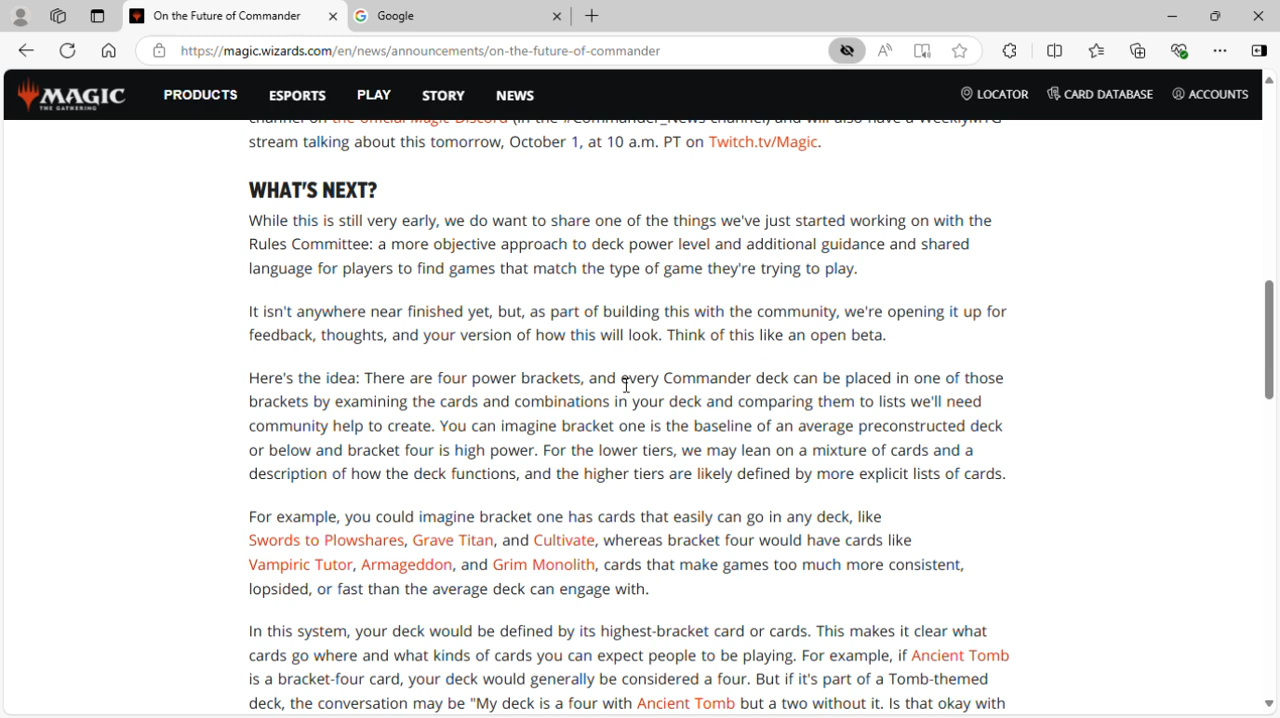 On the Future of Commander
Google
https://magic.wizards.com/en/news/announcements/on-the-future-of-commander
MAGIC
THE GATHERING
PRODUCTS
ESPORTS
PLAY
STORY
NEWS
LOCATOR
CARD DATABASE
ACCOUNTS
channel on the official Magic Discord (in the #Commander_News channel) and will also have a WeeklyMTG
stream talking about this tomorrow, October 1, at 10 a.m. PT on Twitch.tv/Magic.
WHAT'S NEXT?
While this is still very early, we do want to share one of the things we've just started working on with the
Rules Committee: a more objective approach to deck power level and additional guidance and shared
language for players to find games that match the type of game they're trying to play.
It isn't anywhere near finished yet, but, as part of building this with the community, we're opening it up for
feedback, thoughts, and your version of how this will look. Think of this like an open beta.
Here's the idea: There are four power brackets, and every Commander deck can be placed in one of those
brackets by examining the cards and combinations in your deck and comparing them to lists we'll need
community help to create. You can imagine bracket one is the baseline of an average preconstructed deck
or below and bracket four is high power. For the lower tiers, we may lean on a mixture of cards and a
description of how the deck functions, and the higher tiers are likely defined by more explicit lists of cards.
For example, you could imagine bracket one has cards that easily can go in any deck, like
Swords to Plowshares, Grave Titan, and Cultivate, whereas bracket four would have cards like
Vampiric Tutor, Armageddon, and Grim Monolith, cards that make games too much more consistent,
lopsided, or fast than the average deck can engage with.
In this system, your deck would be defined by its highest-bracket card or cards. This makes it clear what
cards go where and what kinds of cards you can expect people to be playing. For example, if Ancient Tomb
is a bracket-four card, your deck would generally be considered a four. But if it's part of a Tomb-themed
deck, the conversation may be "My deck is a four with Ancient Tomb but a two without it. Is that okay with